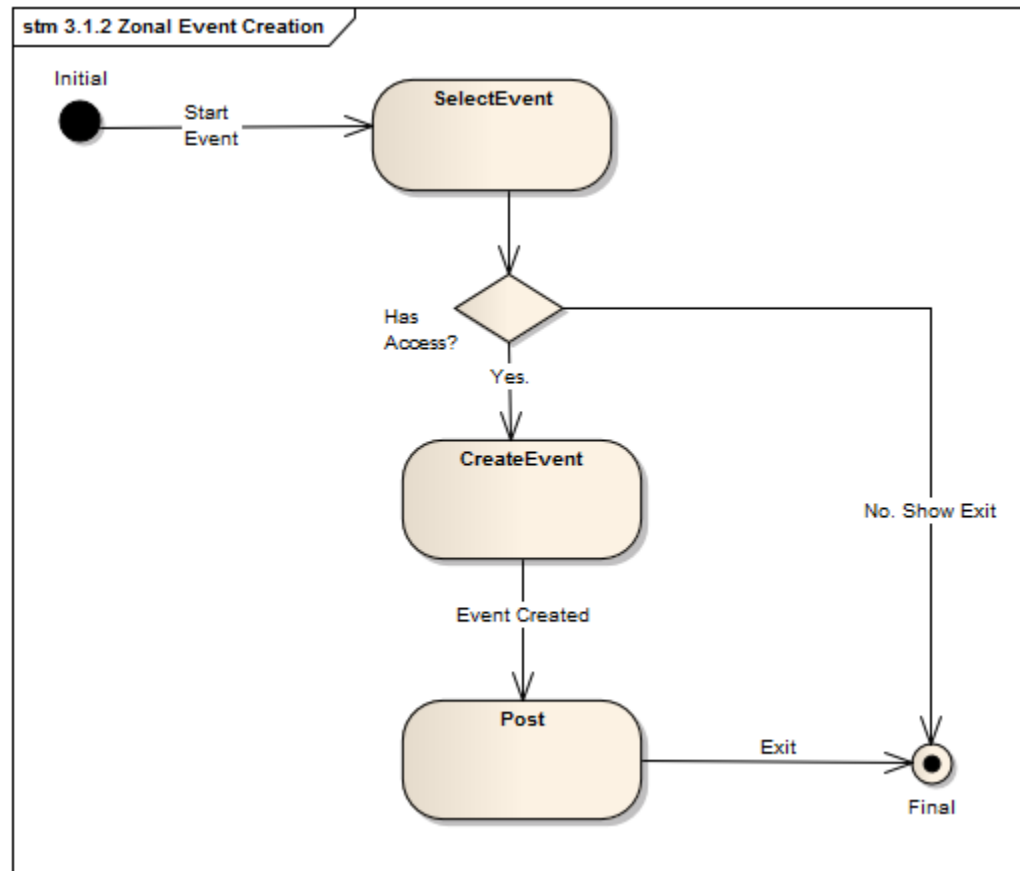 stm 3.1.2 Zonal Event Creation
Initial
Start
Event
SelectEvent
Has
Access?
Yes.
CreateEvent
No. Show Exit
Event Created
Post
Exit
Final